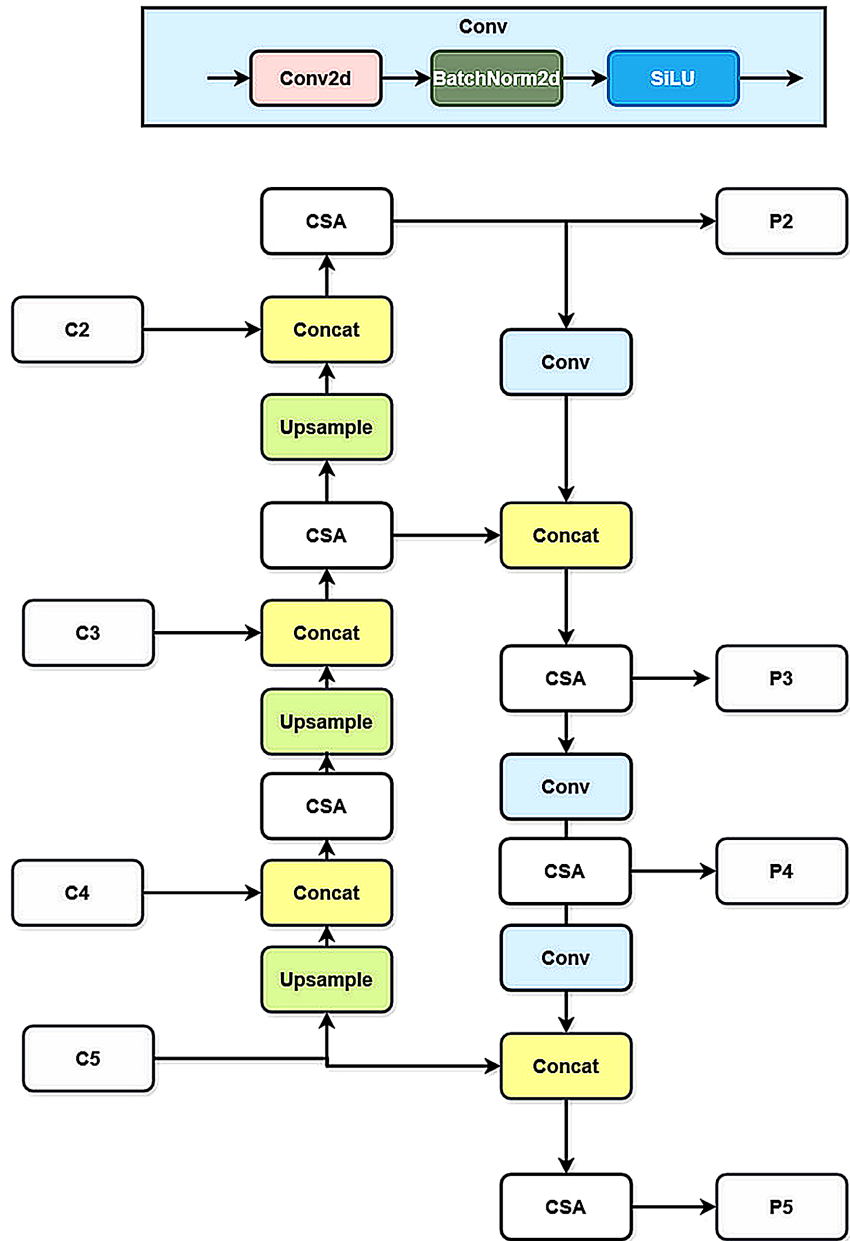 Conv
Conv2d BatchNorm2d SiLU
CSA P2
C2 Concat
Conv
Upsample
CSA Concat
C3 Concat
CSA P3
Upsample
Conv
CSA
CSA P4
C4 Concat
Conv
Upsample
C5 Concat
CSA P5